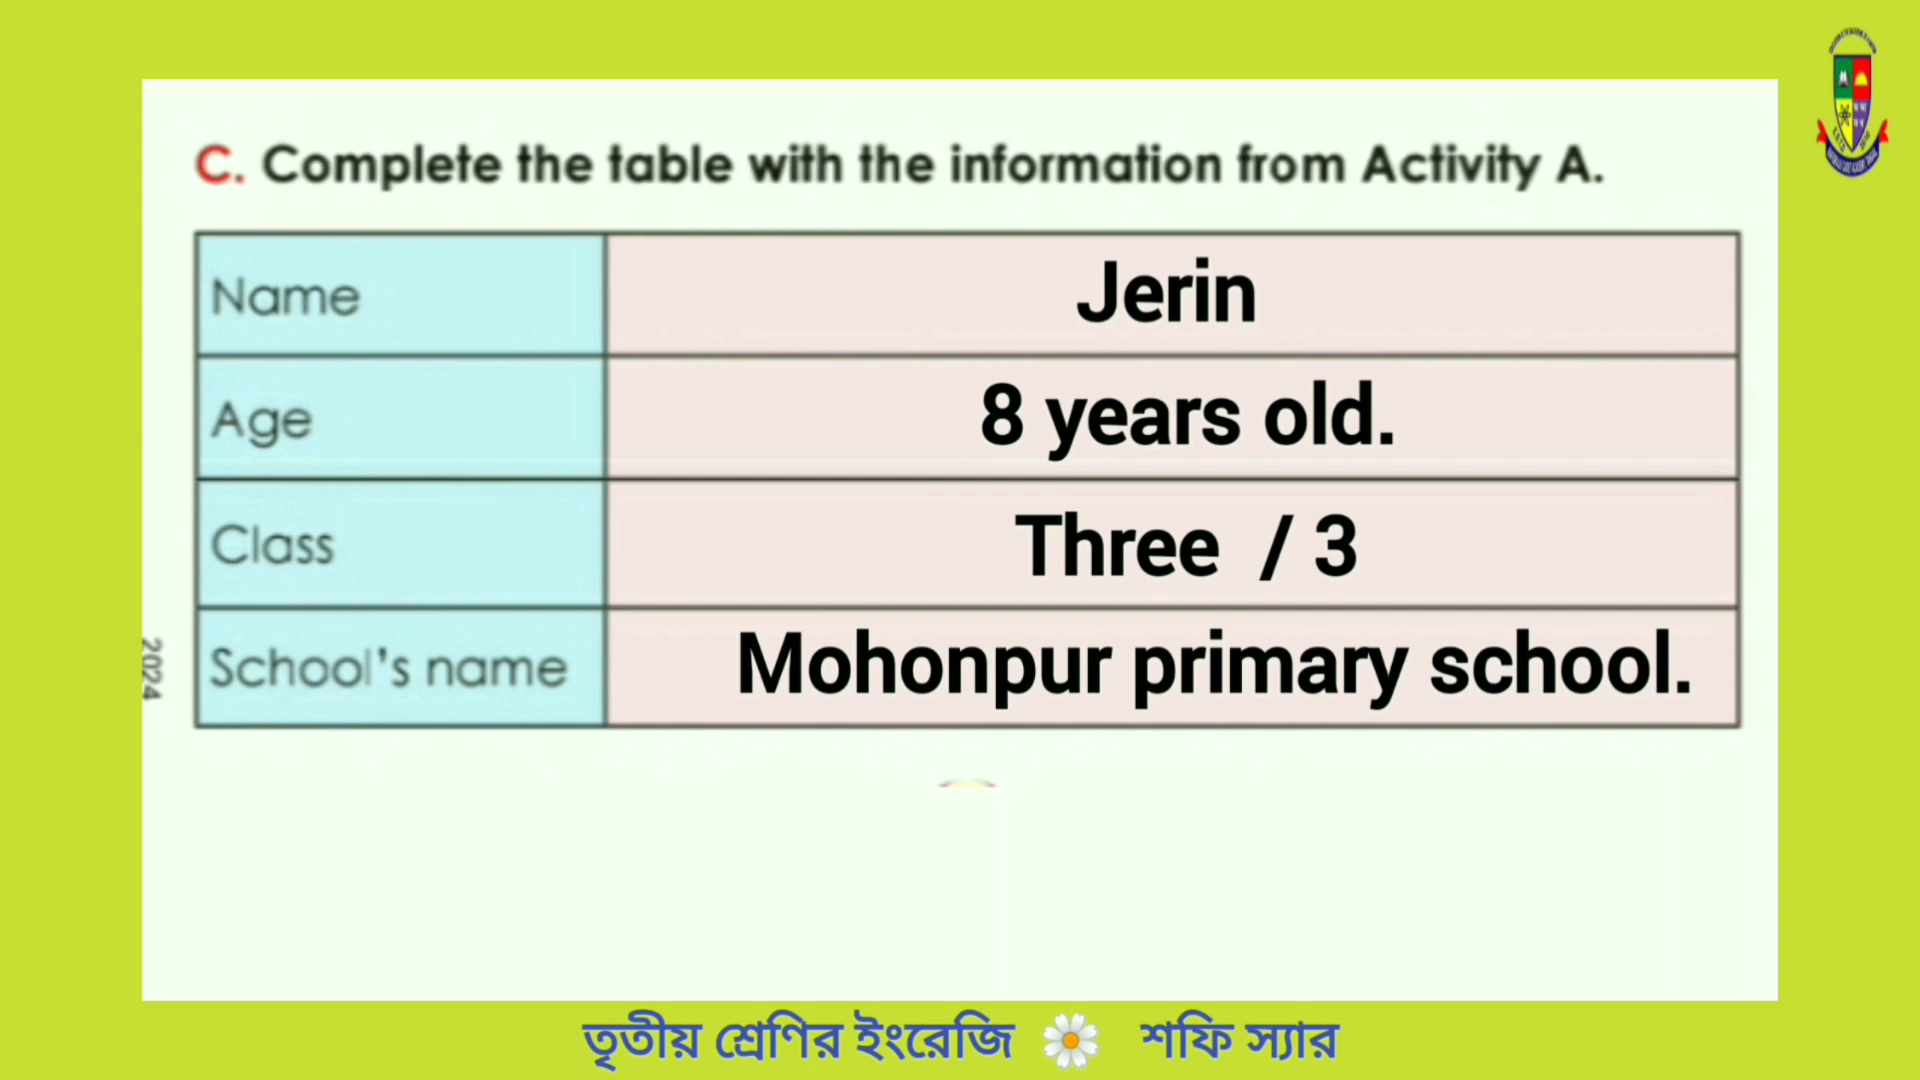 C. Complete the table with the information from Activity A.
Name Jerin
Age 8 years old.
Class Three / 3
School's name Mohonpur primary school.
2024
তৃতীয় শ্রেণির ইংরেজি শফি স্যার